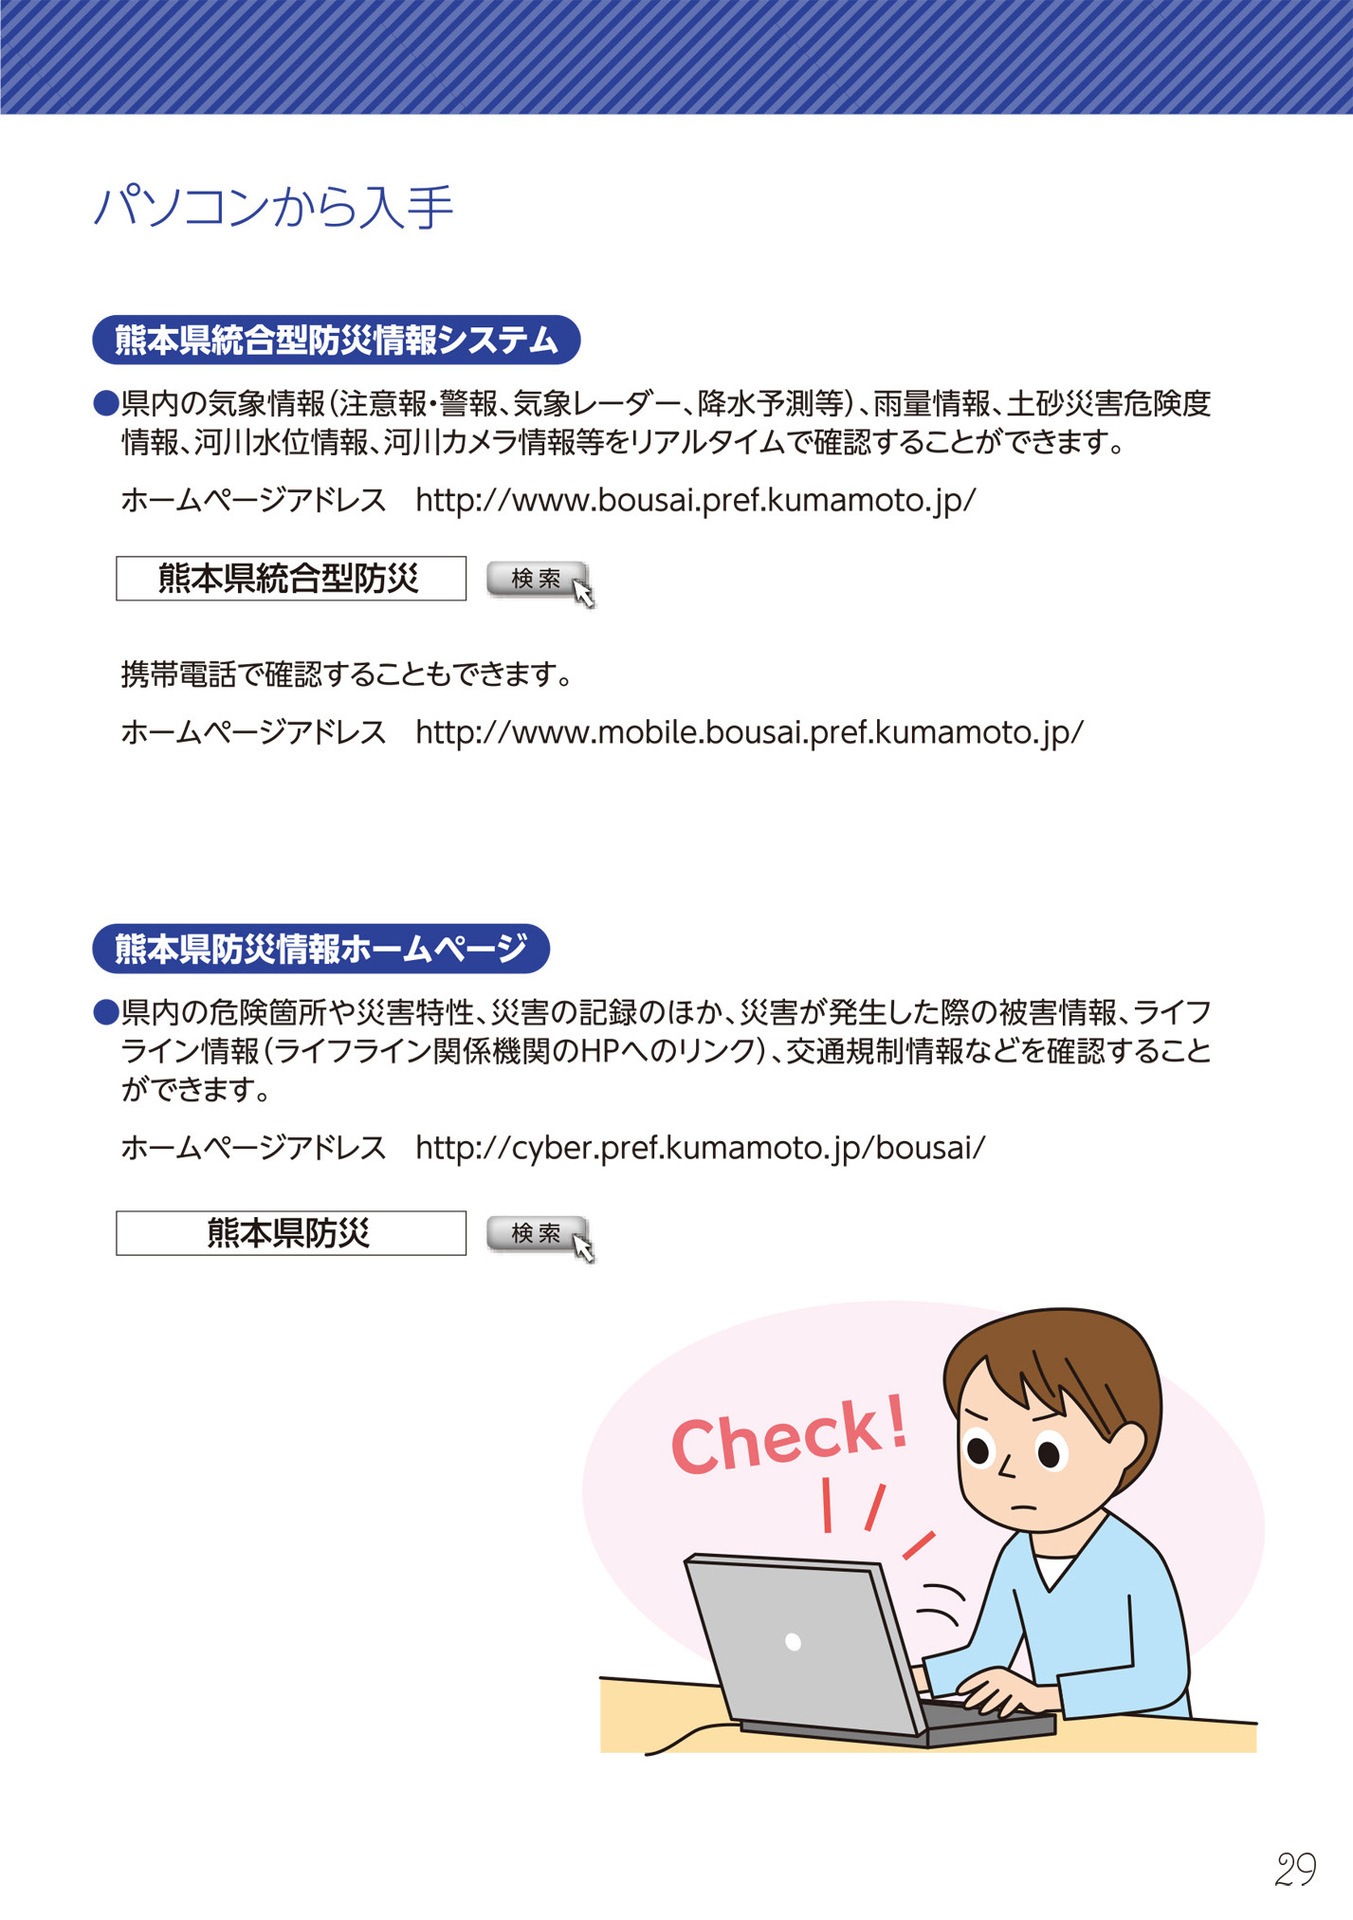 パソコンから入手
熊本県統合型防災情報システム
●県内の気象情報（注意報・警報、気象レーダー、降水予測等）、雨量情報、土砂災害危険度
情報、河川水位情報、河川カメラ情報等をリアルタイムで確認することができます。
ホームページアドレス　http://www.bousai.pref.kumamoto.jp/
熊本県統合型防災　検索
携帯電話で確認することもできます。
ホームページアドレス　http://www.mobile.bousai.pref.kumamoto.jp/
熊本県防災情報ホームページ
●県内の危険箇所や災害特性、災害の記録のほか、災害が発生した際の被害情報、ライフ
ライン情報（ライフライン関係機関のHPへのリンク）、交通規制情報などを確認すること
ができます。
ホームページアドレス　http://cyber.pref.kumamoto.jp/bousai/
熊本県防災　検索
Check!
29